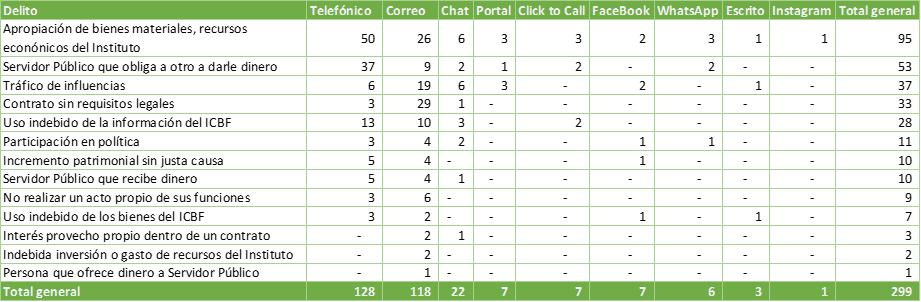 Delito Telefónico Correo Chat Portal Click to Call FaceBook WhatsApp Escrito Instagram Total general
Apropiación de bienes materiales, recursos
económicos del Instituto 50 26 6 3 3 2 3 1 1 95
Servidor Público que obliga a otro a darle dinero 37 9 2 1 2 - 2 - - 53
Tráfico de influencias 6 19 6 3 - 2 - 1 - 37
Contrato sin requisitos legales 3 29 1 - - - - - - 33
Uso indebido de la información del ICBF 13 10 3 - 2 - - - - 28
Participación en política 3 4 2 - - 1 1 - - 11
Incremento patrimonial sin justa causa 5 4 - - - 1 - - - 10
Servidor Público que recibe dinero 5 4 1 - - - - - - 10
No realizar un acto propio de sus funciones 3 6 - - - - - - - 9
Uso indebido de los bienes del ICBF 3 2 - - - 1 - 1 - 7
Interés provecho propio dentro de un contrato - 2 1 - - - - - - 3
Indebida inversión o gasto de recursos del Instituto - 2 - - - - - - - 2
Persona que ofrece dinero a Servidor Público - 1 - - - - - - - 1
Total general 128 118 22 7 7 7 6 3 1 299